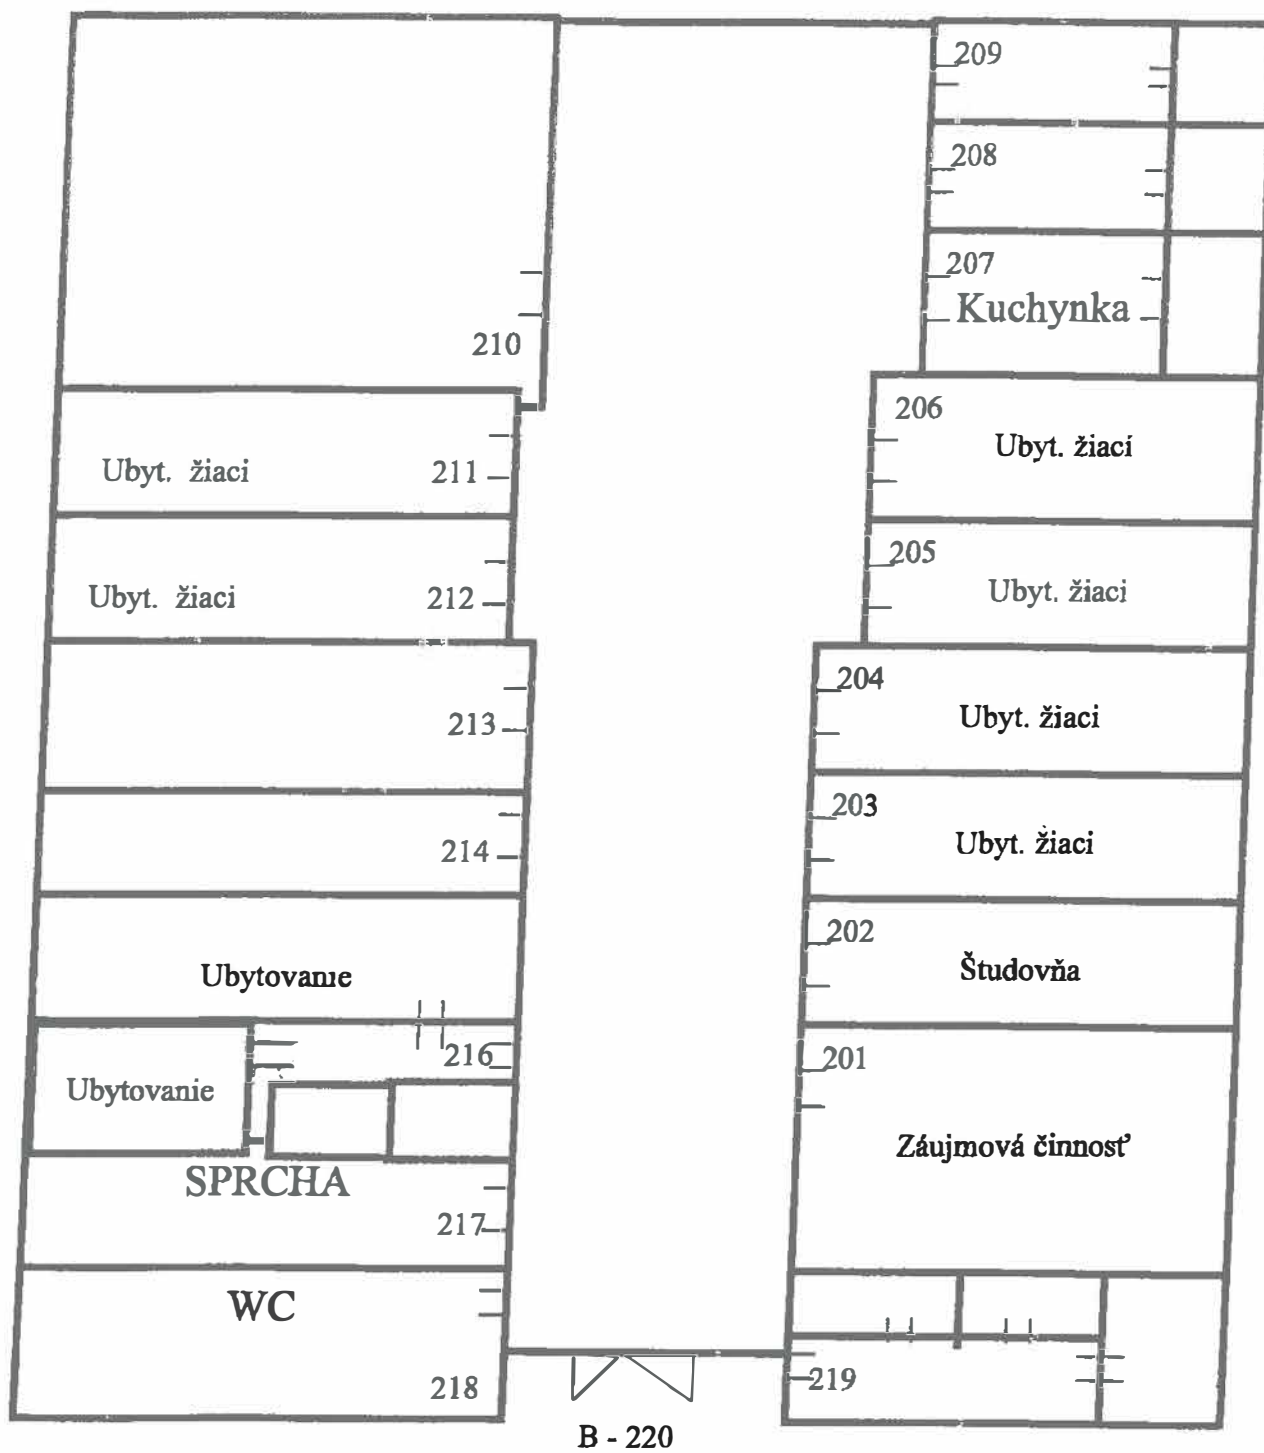 209
208
207
Kuchynka
210
206
Ubyt. žiací
Ubyt. žiaci 211
205
Ubyt. žiaci
Ubyt. žiaci 212
204
Ubyt. žiaci
213
203
Ubyt. žiaci
214
202
Študovňa
Ubytovanie
216
201
Ubytovanie
Záujmová činnosť
SPRCHA
217
WC
218
219
B - 220